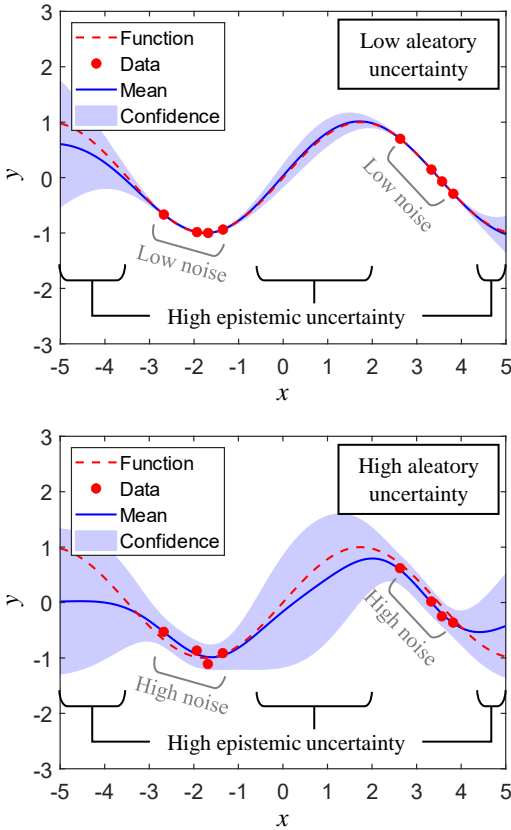 3
2
1
0
-1
-2
-3
y
Function
Data
Mean
Confidence
Low aleatory
uncertainty
Low noise
Low noise
High epistemic uncertainty
-5 -4 -3 -2 -1 0 1 2 3 4 5
x
3
2
1
0
-1
-2
-3
y
Function
Data
Mean
Confidence
High aleatory
uncertainty
High noise
High noise
High epistemic uncertainty
-5 -4 -3 -2 -1 0 1 2 3 4 5
x